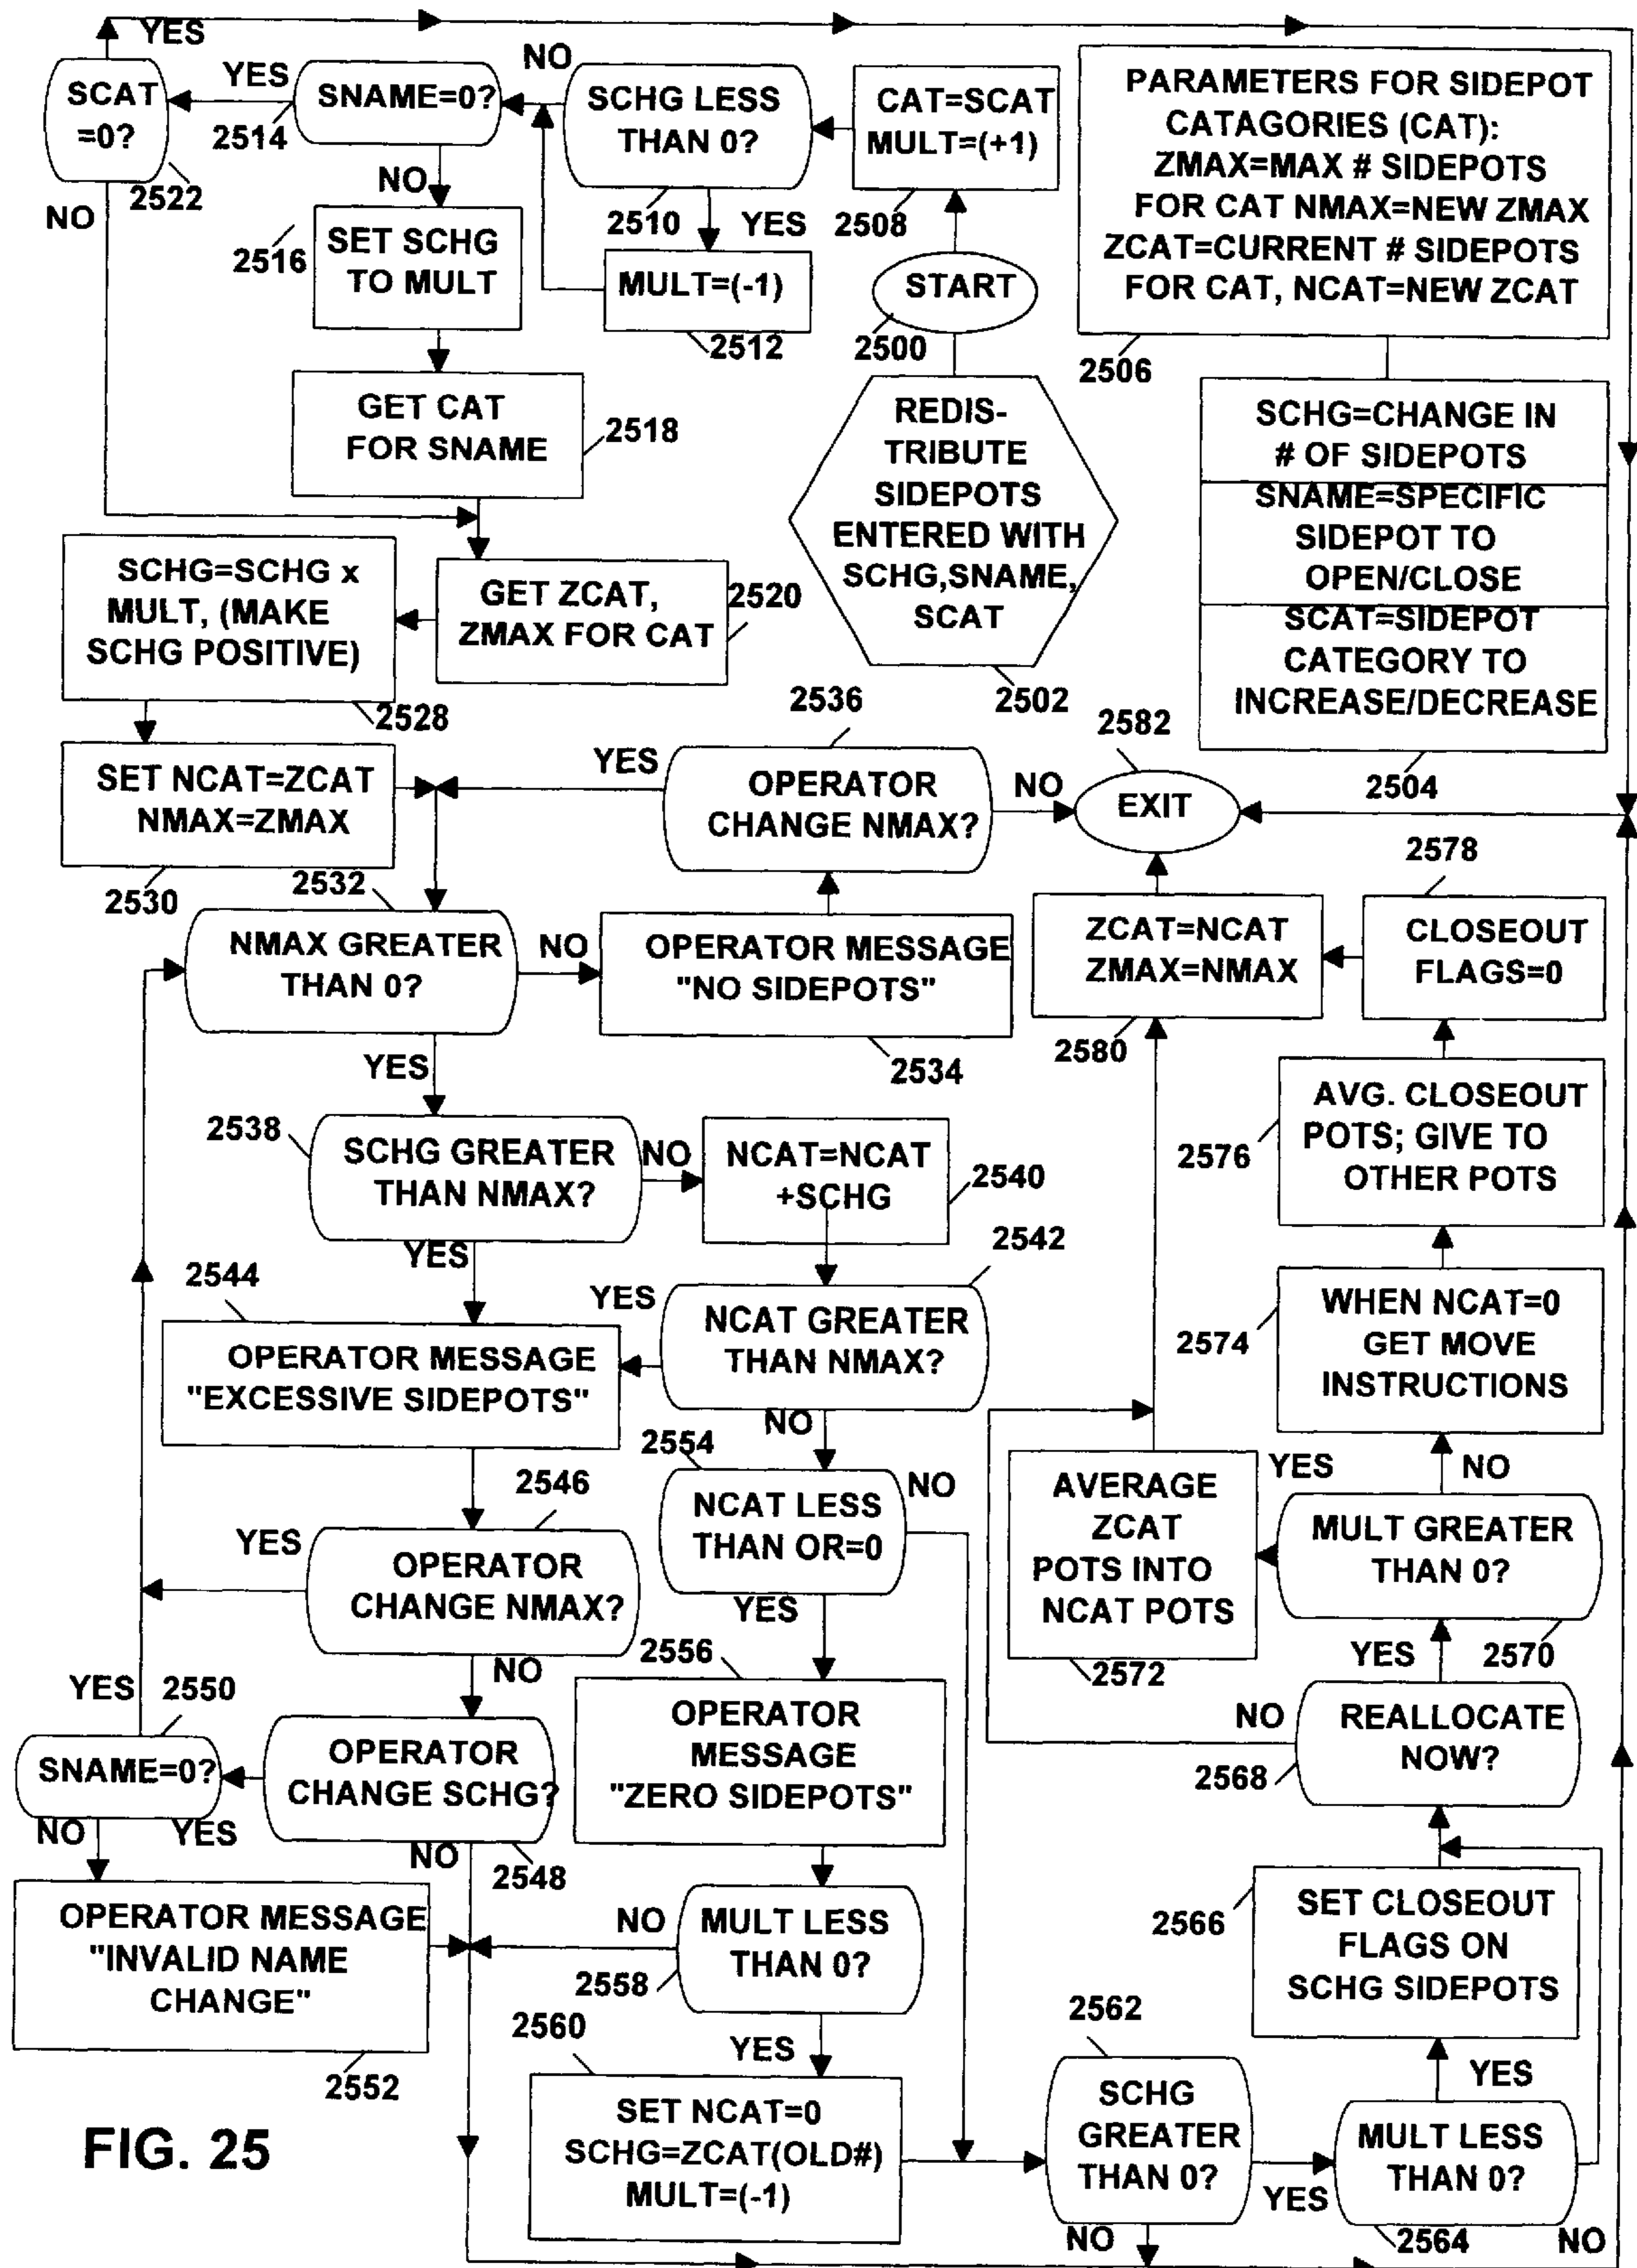 YES
SCAT
=0?
2522
NO
YES
2514
SNAME=0?
NO
NO
SCHG LESS
THAN 0?
2510
YES
CAT=SCAT
MULT=(+1)
2508
MULT=(-1)
2512
START
2500
2516
SET SCHG
TO MULT
GET CAT
FOR SNAME
2518
REDIS-
TRIBUTE
SIDEPOTS
ENTERED WITH
SCHG,SNAME,
SCAT
2502
PARAMETERS FOR SIDEPOT
CATAGORIES (CAT):
ZMAX=MAX # SIDEPOTS
FOR CAT NMAX=NEW ZMAX
ZCAT=CURRENT # SIDEPOTS
FOR CAT, NCAT=NEW ZCAT
2506
SCHG=CHANGE IN
# OF SIDEPOTS
SNAME=SPECIFIC
SIDEPOT TO
OPEN/CLOSE
SCAT=SIDEPOT
CATEGORY TO
INCREASE/DECREASE
2504
SCHG=SCHG x
MULT, (MAKE
SCHG POSITIVE)
2528
GET ZCAT,
ZMAX FOR CAT
2520
SET NCAT=ZCAT
NMAX=ZMAX
2530
YES
2536
OPERATOR
CHANGE NMAX?
NO
2582
EXIT
2532
NMAX GREATER
THAN 0?
NO
YES
OPERATOR MESSAGE
"NO SIDEPOTS"
2534
ZCAT=NCAT
ZMAX=NMAX
2580
2578
CLOSEOUT
FLAGS=0
2538
SCHG GREATER
THAN NMAX?
NO
YES
NCAT=NCAT
+SCHG
2540
2576
AVG. CLOSEOUT
POTS; GIVE TO
OTHER POTS
2544
OPERATOR MESSAGE
"EXCESSIVE SIDEPOTS"
YES
2542
NCAT GREATER
THAN NMAX?
NO
2574
WHEN NCAT=0
GET MOVE
INSTRUCTIONS
2554
NCAT LESS
THAN OR=0
NO
YES
2546
YES
OPERATOR
CHANGE NMAX?
NO
AVERAGE
ZCAT
POTS INTO
NCAT POTS
2572
YES
NO
MULT GREATER
THAN 0?
2570
YES
2556
OPERATOR
MESSAGE
"ZERO SIDEPOTS"
YES
2550
SNAME=0?
NO
YES
OPERATOR
CHANGE SCHG?
NO
2548
NO
REALLOCATE
NOW?
2568
OPERATOR MESSAGE
"INVALID NAME
CHANGE"
2552
NO
MULT LESS
THAN 0?
2558
YES
2566
SET CLOSEOUT
FLAGS ON
SCHG SIDEPOTS
YES
2560
SET NCAT=0
SCHG=ZCAT(OLD#)
MULT=(-1)
2562
SCHG
GREATER
THAN 0?
YES
NO
MULT LESS
THAN 0?
2564
NO
FIG. 25